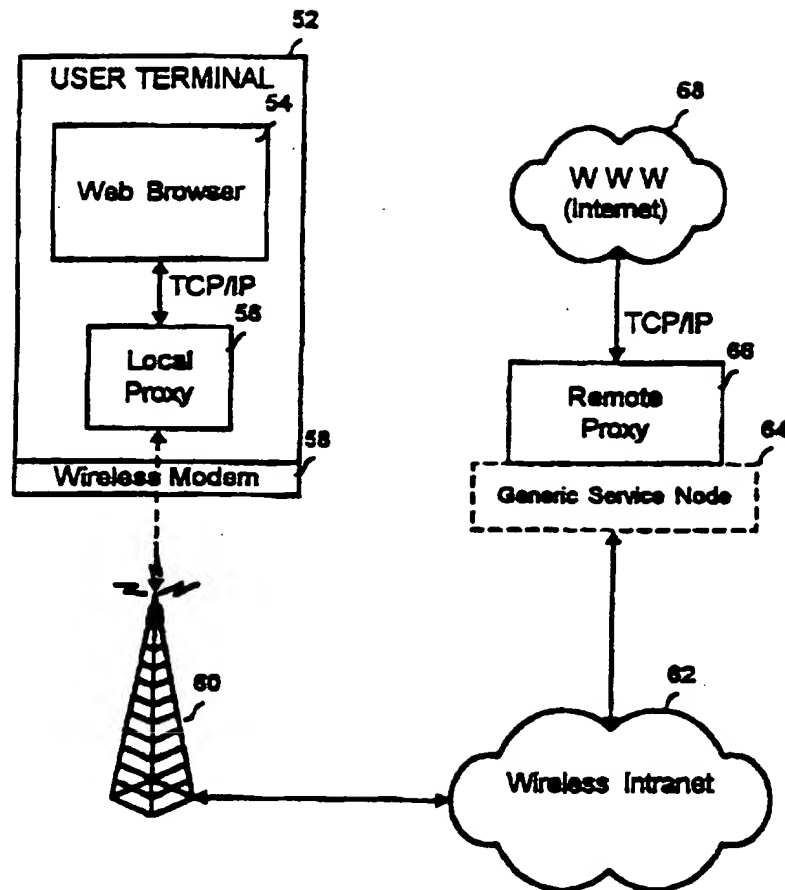 52
USER TERMINAL
54
Web Browser
TCP/IP
56
Local
Proxy
58
Wireless Modem
60
68
W W W
(Internet)
TCP/IP
66
Remote
Proxy
64
Generic Service Node
62
Wireless Intranet